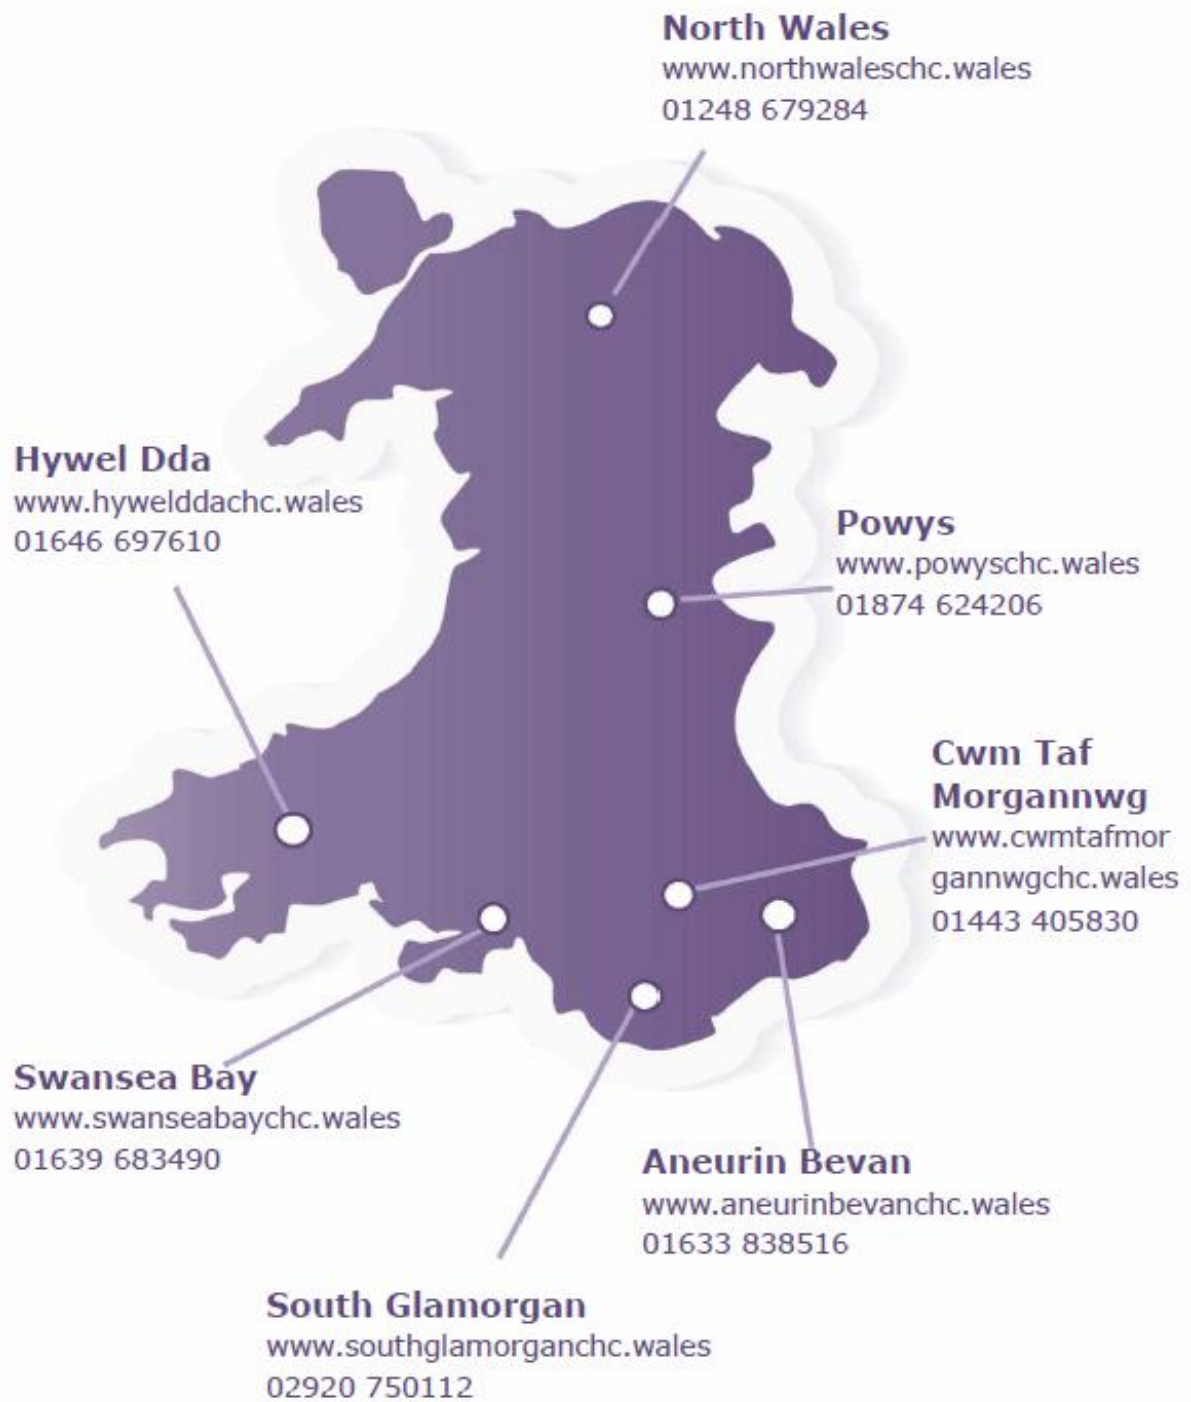 North Wales
www.northwaleschc.wales
01248 679284
Hywel Dda
www.hywelddachc.wales
01646 697610
Powys
www.powyschc.wales
01874 624206
Cwm Taf
Morgannwg
www.cwmtafmor
gannwgchc.wales
01443 405830
Swansea Bay
www.swanseabaychc.wales
01639 683490
Aneurin Bevan
www.aneurinbevanchc.wales
01633 838516
South Glamorgan
www.southglamorganchc.wales
02920 750112